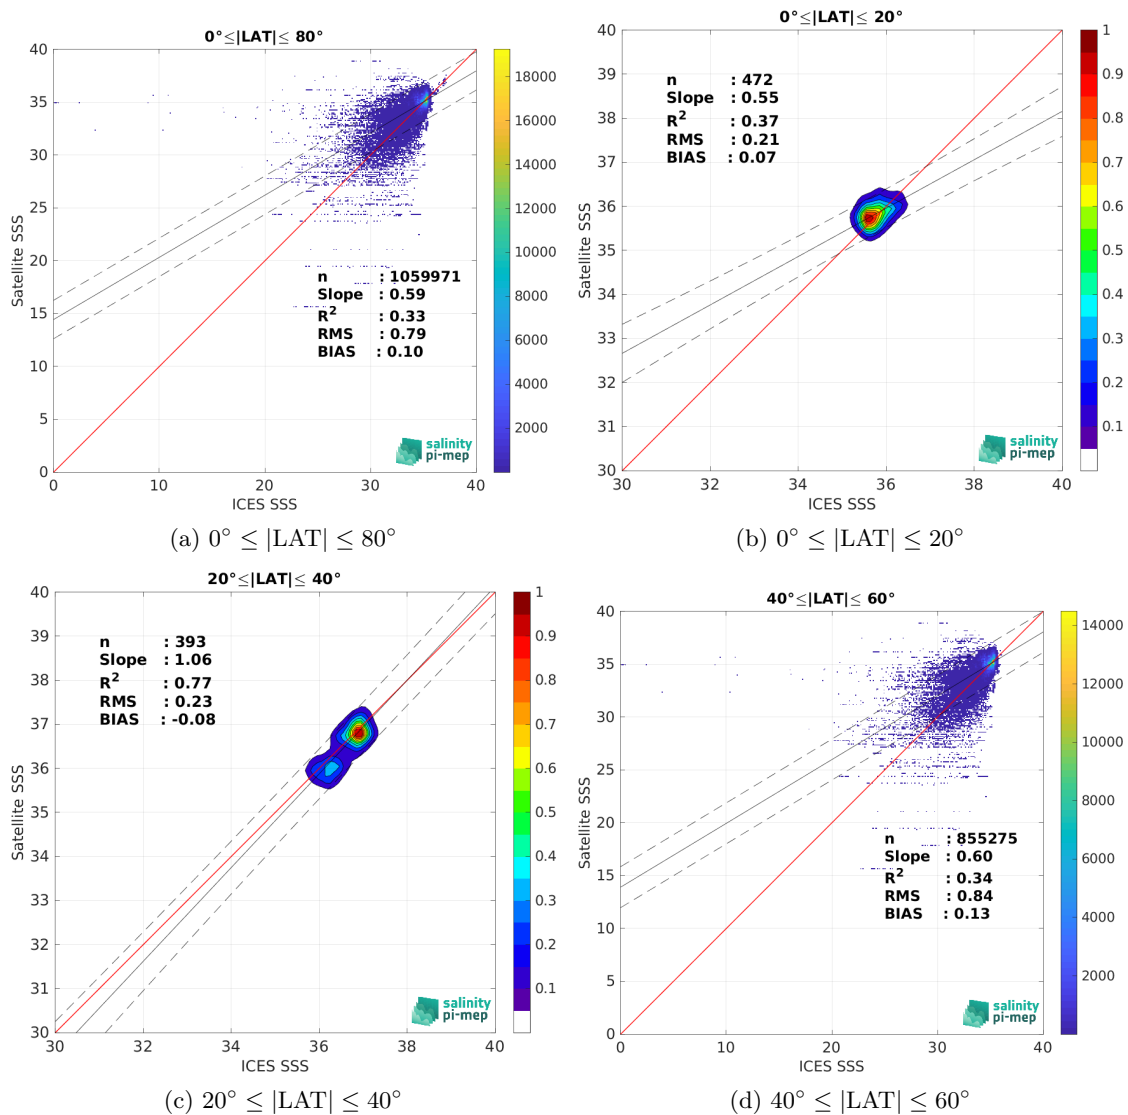 0°≤|LAT|≤ 80°
40
35
30
25
20
15
10
5
0
0
10
20
30
40
Satellite SSS
ICES SSS
n : 1059971
Slope : 0.59
R2 : 0.33
RMS : 0.79
BIAS : 0.10
salinity
pi-mep
18000
16000
14000
12000
10000
8000
6000
4000
2000
(a) 0° ≤ |LAT| ≤ 80°
0°≤|LAT|≤ 20°
40
39
38
37
36
35
34
33
32
31
30
30
32
34
36
38
40
Satellite SSS
ICES SSS
n : 472
Slope : 0.55
R2 : 0.37
RMS : 0.21
BIAS : 0.07
salinity
pi-mep
1
0.9
0.8
0.7
0.6
0.5
0.4
0.3
0.2
0.1
(b) 0° ≤ |LAT| ≤ 20°
20°≤|LAT|≤ 40°
40
39
38
37
36
35
34
33
32
31
30
30
32
34
36
38
40
Satellite SSS
ICES SSS
n : 393
Slope : 1.06
R2 : 0.77
RMS : 0.23
BIAS : -0.08
salinity
pi-mep
1
0.9
0.8
0.7
0.6
0.5
0.4
0.3
0.2
0.1
(c) 20° ≤ |LAT| ≤ 40°
40°≤|LAT|≤ 60°
40
35
30
25
20
15
10
5
0
0
10
20
30
40
Satellite SSS
ICES SSS
n : 855275
Slope : 0.60
R2 : 0.34
RMS : 0.84
BIAS : 0.13
salinity
pi-mep
14000
12000
10000
8000
6000
4000
2000
(d) 40° ≤ |LAT| ≤ 60°